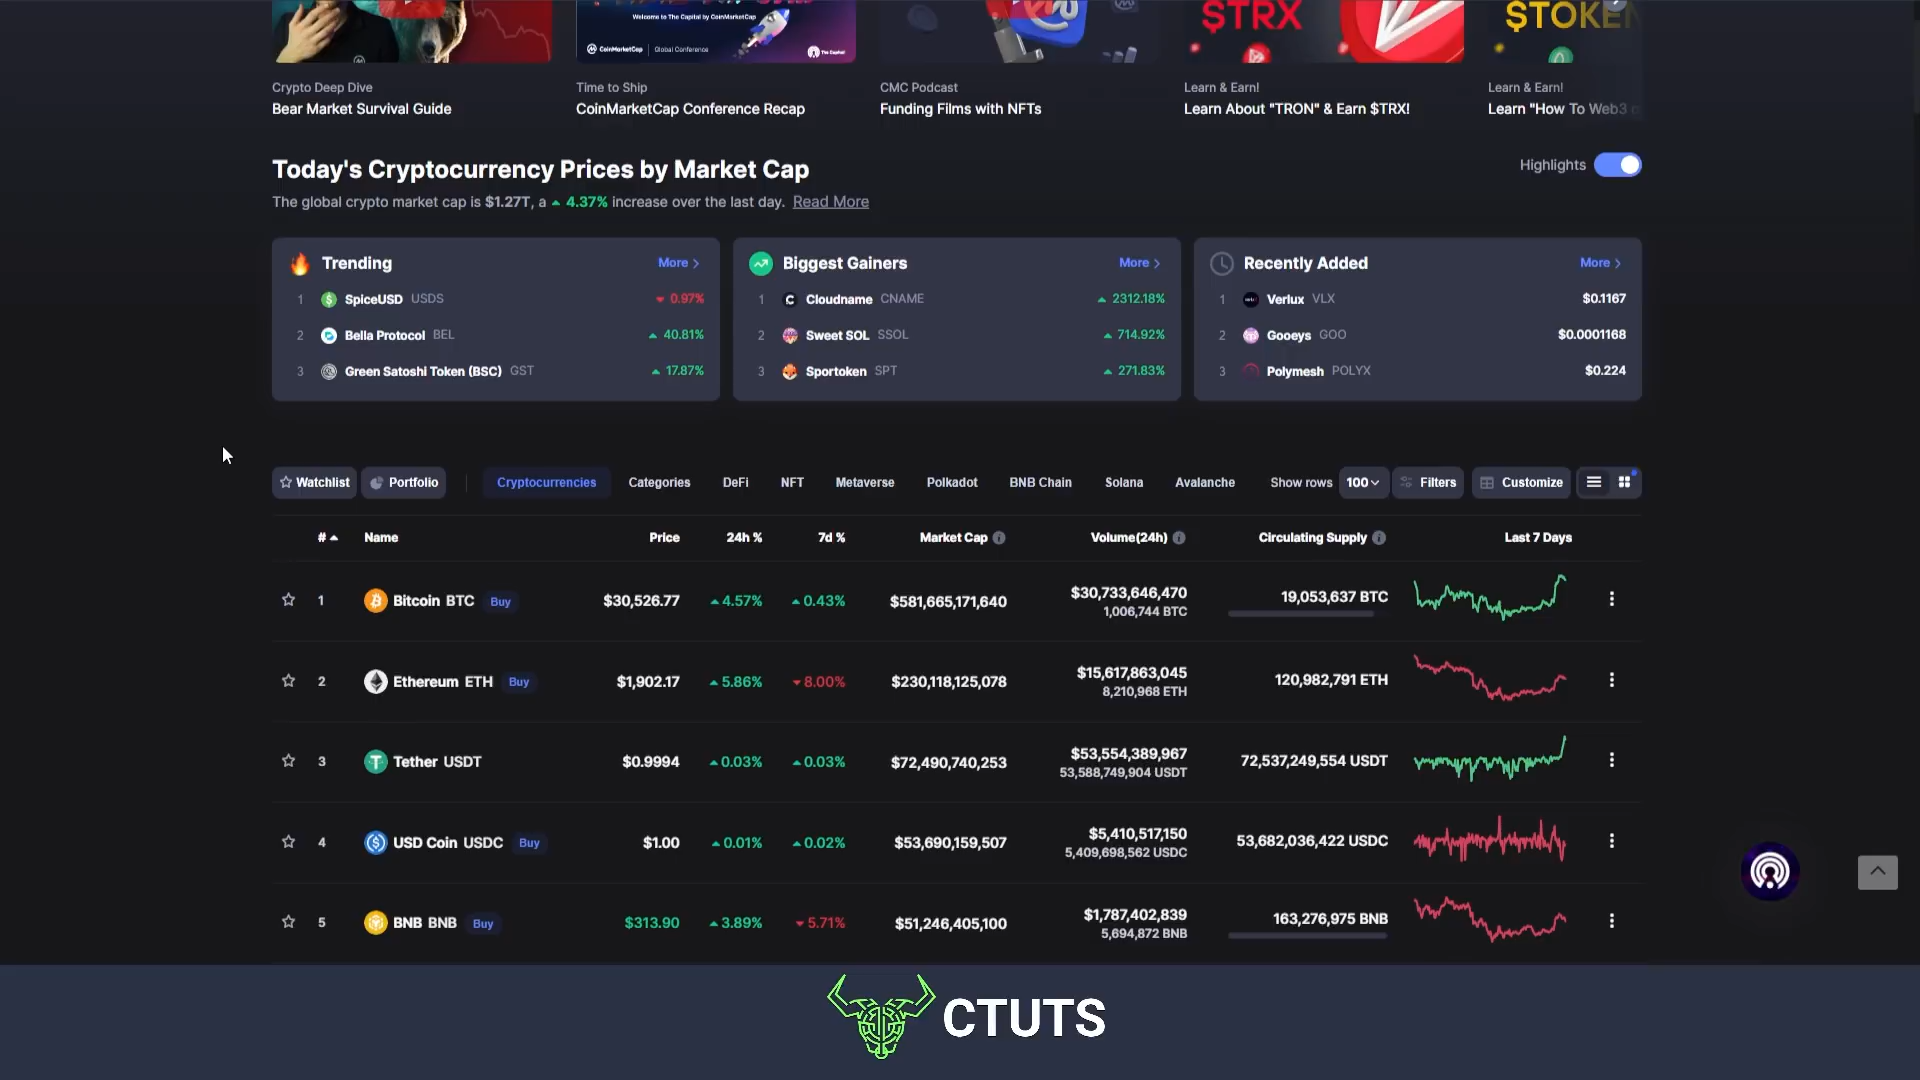 $TRX
$TOKEN
Welcome to The Capital by CoinMarketCap
CoinMarketCap | Global Conference
The Capital
Crypto Deep Dive
Bear Market Survival Guide
Time to Ship
CoinMarketCap Conference Recap
CMC Podcast
Funding Films with NFTs
Learn & Earn!
Learn About "TRON" & Earn $TRX!
Learn & Earn!
Learn "How To Web3
Today's Cryptocurrency Prices by Market Cap
Highlights
The global crypto market cap is $1.27T, a 4.37% increase over the last day. Read More
Trending
More
1 SpiceUSD USDS 0.97%
2 Bella Protocol BEL 40.81%
3 Green Satoshi Token (BSC) GST 17.87%
Biggest Gainers
More
1 Cloudname CNAME 2312.18%
2 Sweet SOL SSOL 714.92%
3 Sportoken SPT 271.83%
Recently Added
More
1 Verlux VLX $0.1167
2 Gooeys GOO $0.0001168
3 Polymesh POLYX $0.224
Watchlist Portfolio Cryptocurrencies Categories DeFi NFT Metaverse Polkadot BNB Chain Solana Avalanche Show rows 100 Filters Customize
# Name Price 24h % 7d % Market Cap Volume(24h) Circulating Supply Last 7 Days
1 Bitcoin BTC Buy $30,526.77 4.57% 0.43% $581,665,171,640 $30,733,646,470 19,053,637 BTC
1,006,744 BTC
2 Ethereum ETH Buy $1,902.17 5.86% 8.00% $230,118,125,078 $15,617,863,045 120,982,791 ETH
8,210,968 ETH
3 Tether USDT $0.9994 0.03% 0.03% $72,490,740,253 $53,554,389,967 72,537,249,554 USDT
53,588,749,904 USDT
4 USD Coin USDC Buy $1.00 0.01% 0.02% $53,690,159,507 $5,410,517,150 53,682,036,422 USDC
5,409,698,562 USDC
5 BNB BNB Buy $313.90 3.89% 5.71% $51,246,405,100 $1,787,402,839 163,276,975 BNB
5,694,872 BNB
CTUTS